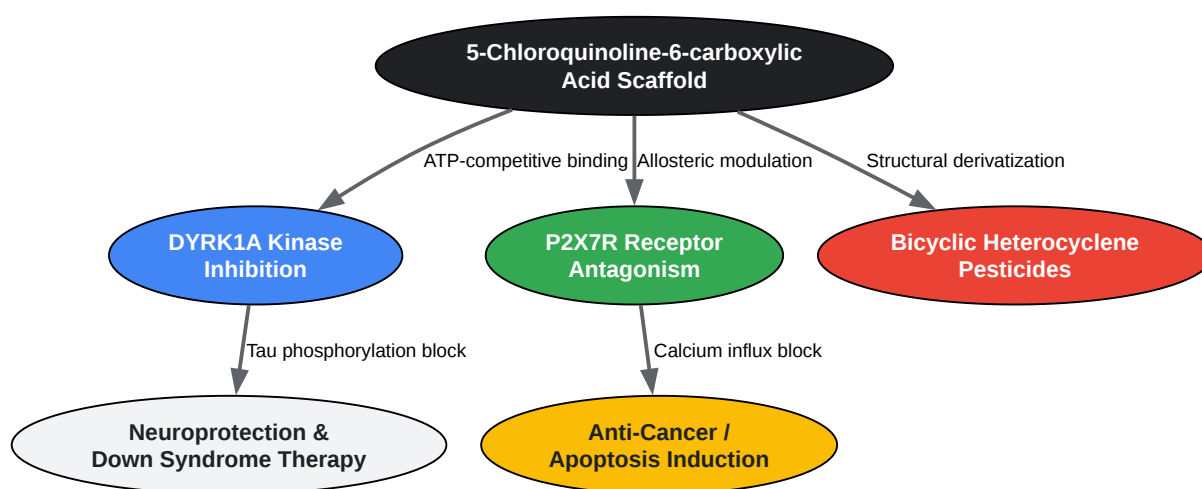 5-Chloroquinoline-6-carboxylic
Acid Scaffold
ATP-competitive binding
Allosteric modulation
Structural derivatization
DYRK1A Kinase
Inhibition
P2X7R Receptor
Antagonism
Bicyclic Heterocyclene
Pesticides
Tau phosphorylation block
Calcium influx block
Neuroprotection &
Down Syndrome Therapy
Anti-Cancer /
Apoptosis Induction